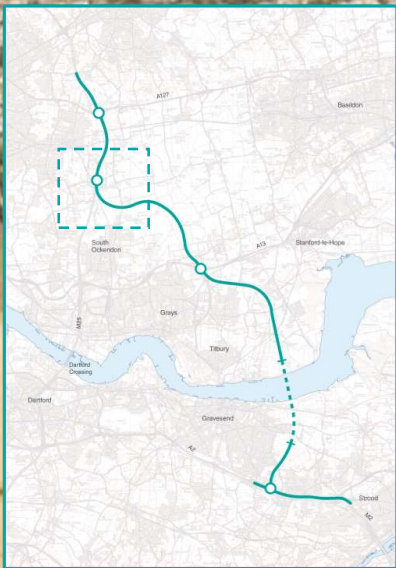 A127
Basildon
South
Ockendon
A13
Stanford-le-Hope
M25
Grays
Tilbury
Dartford
Crossing
Dartford
Gravesend
A2
Strood
M2